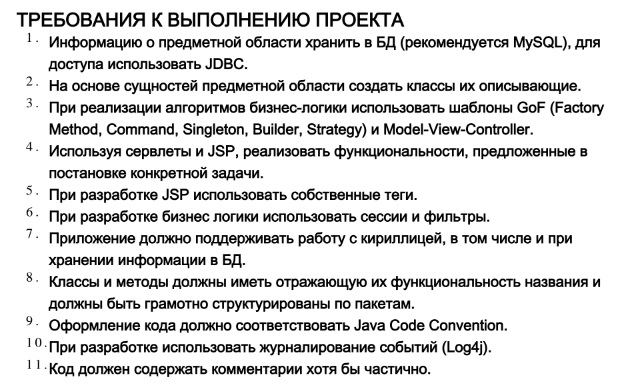 ТРЕБОВАНИЯ К ВЫПОЛНЕНИЮ ПРОЕКТА
1. Информацию о предметной области хранить в БД (рекомендуется MySQL), для
доступа использовать JDBC.
2. На основе сущностей предметной области создать классы их описывающие.
3. При реализации алгоритмов бизнес-логики использовать шаблоны GoF (Factory
Method, Command, Singleton, Builder, Strategy) и Model-View-Controller.
4. Используя сервлеты и JSP, реализовать функциональности, предложенные в
постановке конкретной задачи.
5. При разработке JSP использовать собственные теги.
6. При разработке бизнес логики использовать сессии и фильтры.
7. Приложение должно поддерживать работу с кириллицей, в том числе и при
хранении информации в БД.
8. Классы и методы должны иметь отражающую их функциональность названия и
должны быть грамотно структурированы по пакетам.
9. Оформление кода должно соответствовать Java Code Convention.
10. При разработке использовать журналирование событий (Log4j).
11. Код должен содержать комментарии хотя бы частично.